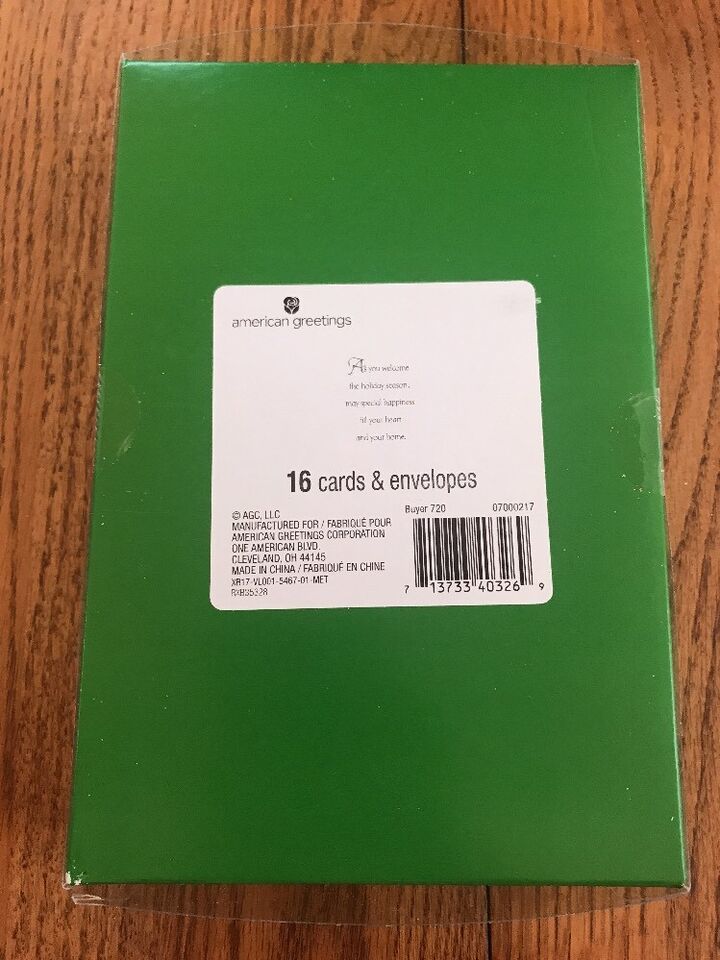 american greetings
As you welcome
the holiday season,
may special happiness
fill your heart
and your home.
16 cards & envelopes
© AGC, LLC
MANUFACTURED FOR / FABRIQUÉ POUR
AMERICAN GREETINGS CORPORATION
ONE AMERICAN BLVD.
CLEVELAND, OH 44145
MADE IN CHINA / FABRIQUÉ EN CHINE
XR17-VL001-5467-01-MET
Buyer 720 07000217
7 13733 40326 9